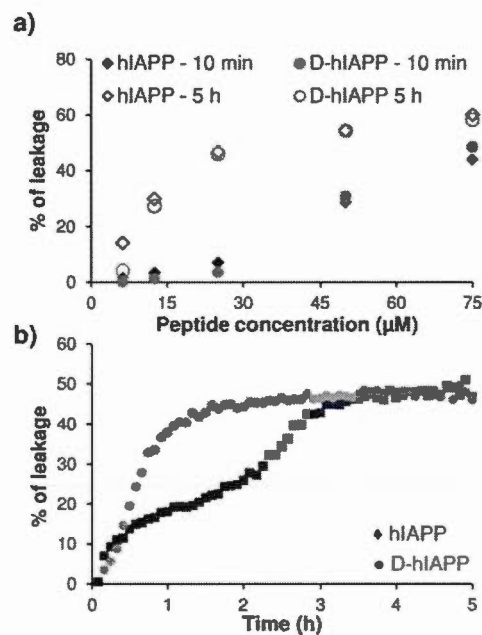 a)
80
60
40
20
0
% of leakage
hIAPP - 10 min
D-hIAPP - 10 min
hIAPP - 5 h
D-hIAPP 5 h
0 15 30 45 60 75
Peptide concentration (µM)
b)
60
50
40
30
20
10
0
% of leakage
hIAPP
D-hIAPP
0 1 2 3 4 5
Time (h)